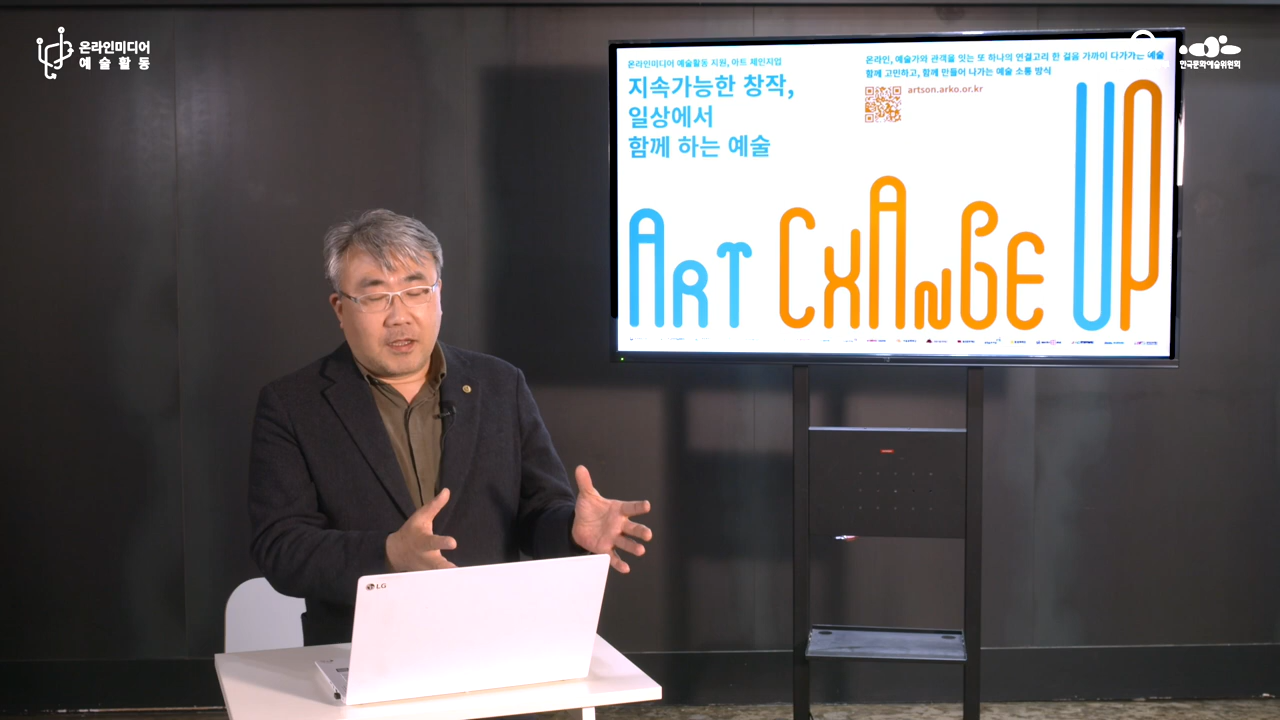 온라인미디어
예술활동
온라인미디어 예술활동 지원, 아트 체인지업
지속가능한 창작,
일상에서
함께 하는 예술
온라인, 예술가와 관객을 잇는 또 하나의 연결고리 한 걸음 가까이 다가가는 예술
함께 고민하고, 함께 만들어 나가는 예술 소통 방식
artson.arko.or.kr
한국문화예술위원회
ART CHANGE UP
LG